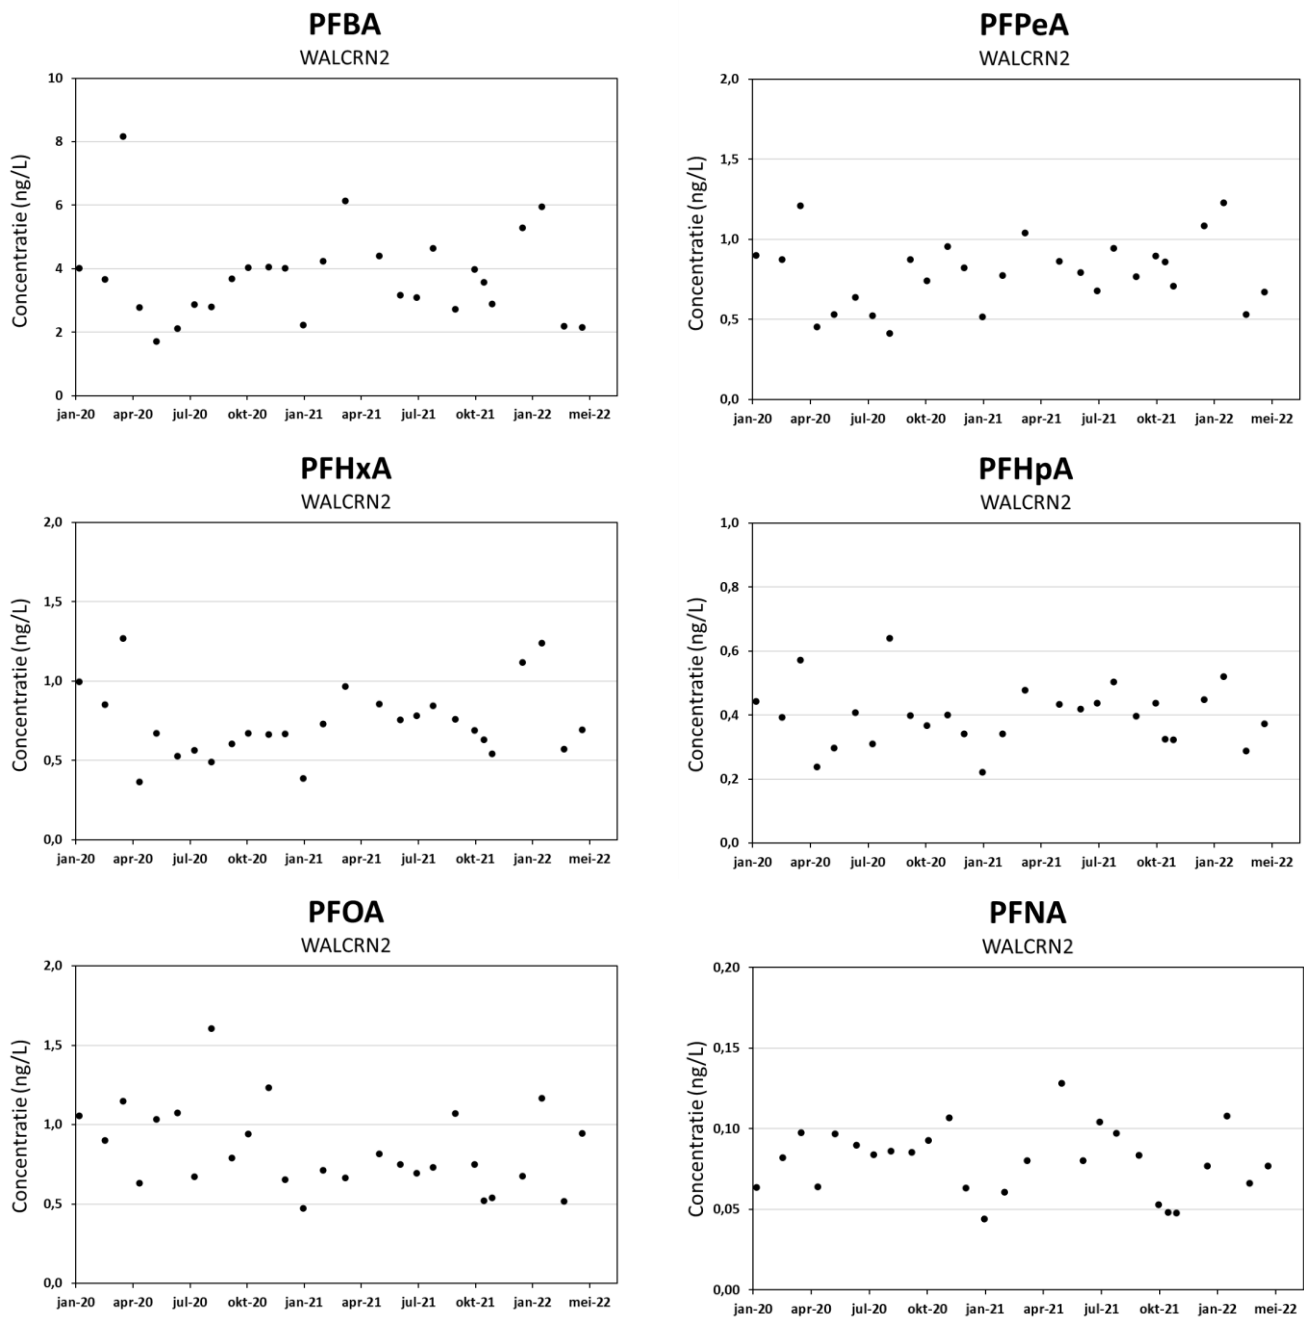 PFBA
WALCRN2
Concentratie (ng/L)
10
8
6
4
2
0
jan-20 apr-20 jul-20 okt-20 jan-21 apr-21 jul-21 okt-21 jan-22 mei-22
PFPeA
WALCRN2
Concentratie (ng/L)
2,0
1,5
1,0
0,5
0,0
jan-20 apr-20 jul-20 okt-20 jan-21 apr-21 jul-21 okt-21 jan-22 mei-22
PFHxA
WALCRN2
Concentratie (ng/L)
2,0
1,5
1,0
0,5
0,0
jan-20 apr-20 jul-20 okt-20 jan-21 apr-21 jul-21 okt-21 jan-22 mei-22
PFHpA
WALCRN2
Concentratie (ng/L)
1,0
0,8
0,6
0,4
0,2
0,0
jan-20 apr-20 jul-20 okt-20 jan-21 apr-21 jul-21 okt-21 jan-22 mei-22
PFOA
WALCRN2
Concentratie (ng/L)
2,0
1,5
1,0
0,5
0,0
jan-20 apr-20 jul-20 okt-20 jan-21 apr-21 jul-21 okt-21 jan-22 mei-22
PFNA
WALCRN2
Concentratie (ng/L)
0,20
0,15
0,10
0,05
0,00
jan-20 apr-20 jul-20 okt-20 jan-21 apr-21 jul-21 okt-21 jan-22 mei-22